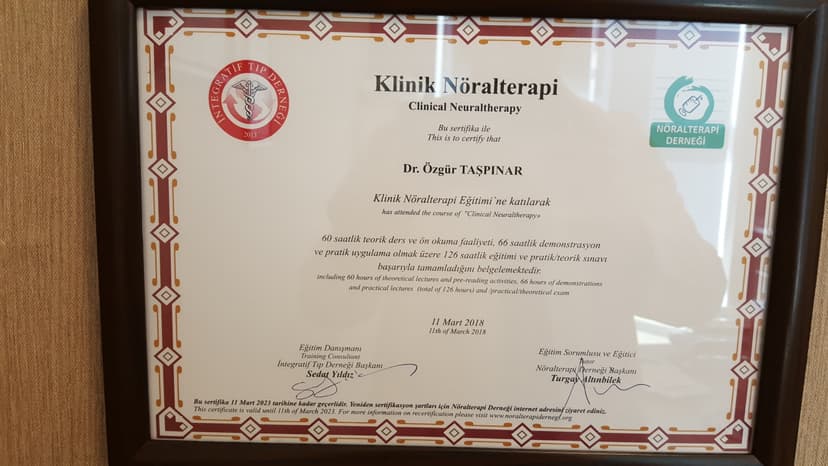 İNTEGRATİF TIP DERNEĞİ
2013
Klinik Nöralterapi
Clinical Neuraltherapy
NÖRALTERAPİ
DERNEĞİ
Bu sertifika ile
This is to certify that
Dr. Özgür TAŞPINAR
Klinik Nöralterapi Eğitimi`ne katılarak
has attended the course of "Clinical Neuraltherapy»
60 saatlik teorik ders ve ön okuma faaliyeti, 66 saatlik demonstrasyon
ve pratik uygulama olmak üzere 126 saatlik eğitimi ve pratik/teorik sınavı
başarıyla tamamladığını belgelemektedir.
including 60 hours of theoretical lectures and pre-reading activities, 66 hours of demonstrations
and practical lectures (total of 126 hours) and /practical/theoretical exam
11 Mart 2018
11th of March 2018
Eğitim Danışmanı
Training Consultant
İntegratif Tıp Derneği Başkanı
Sedat Yıldız
Eğitim Sorumlusu ve Eğitici
Tutor
Nöralterapi Derneği Başkanı
Turgay Altınbilek
Bu sertifika 11 Mart 2023 tarihine kadar geçerlidir. Yeniden sertifikasyon şartları için Nöralterapi Derneği internet adresini ziyaret ediniz.
This certificate is valid until 11th of March 2023. For more information on recertification please visit www.noralterapidernegi.org